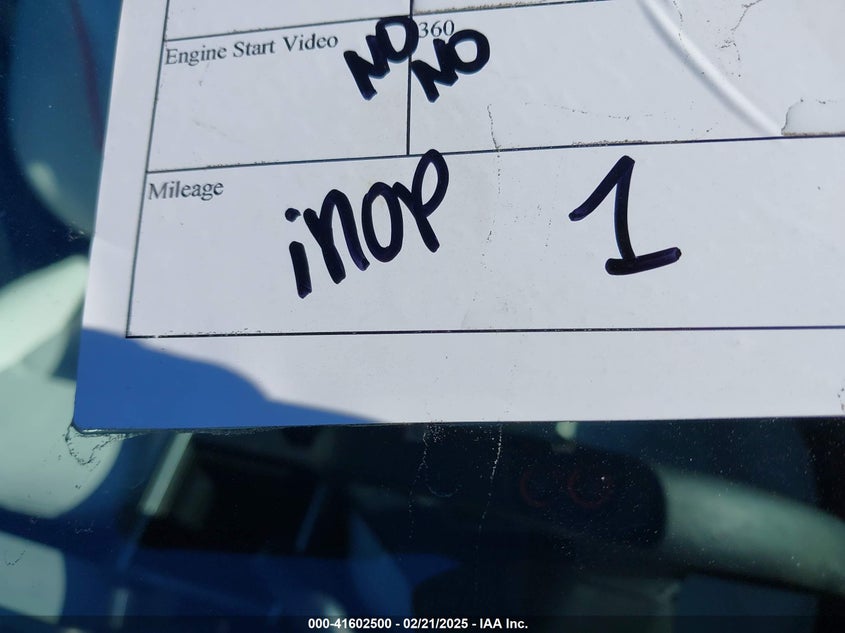 Engine Start Video NO
360 NO
Mileage
inop 1
000-41602500 - 02/21/2025 - IAA Inc.